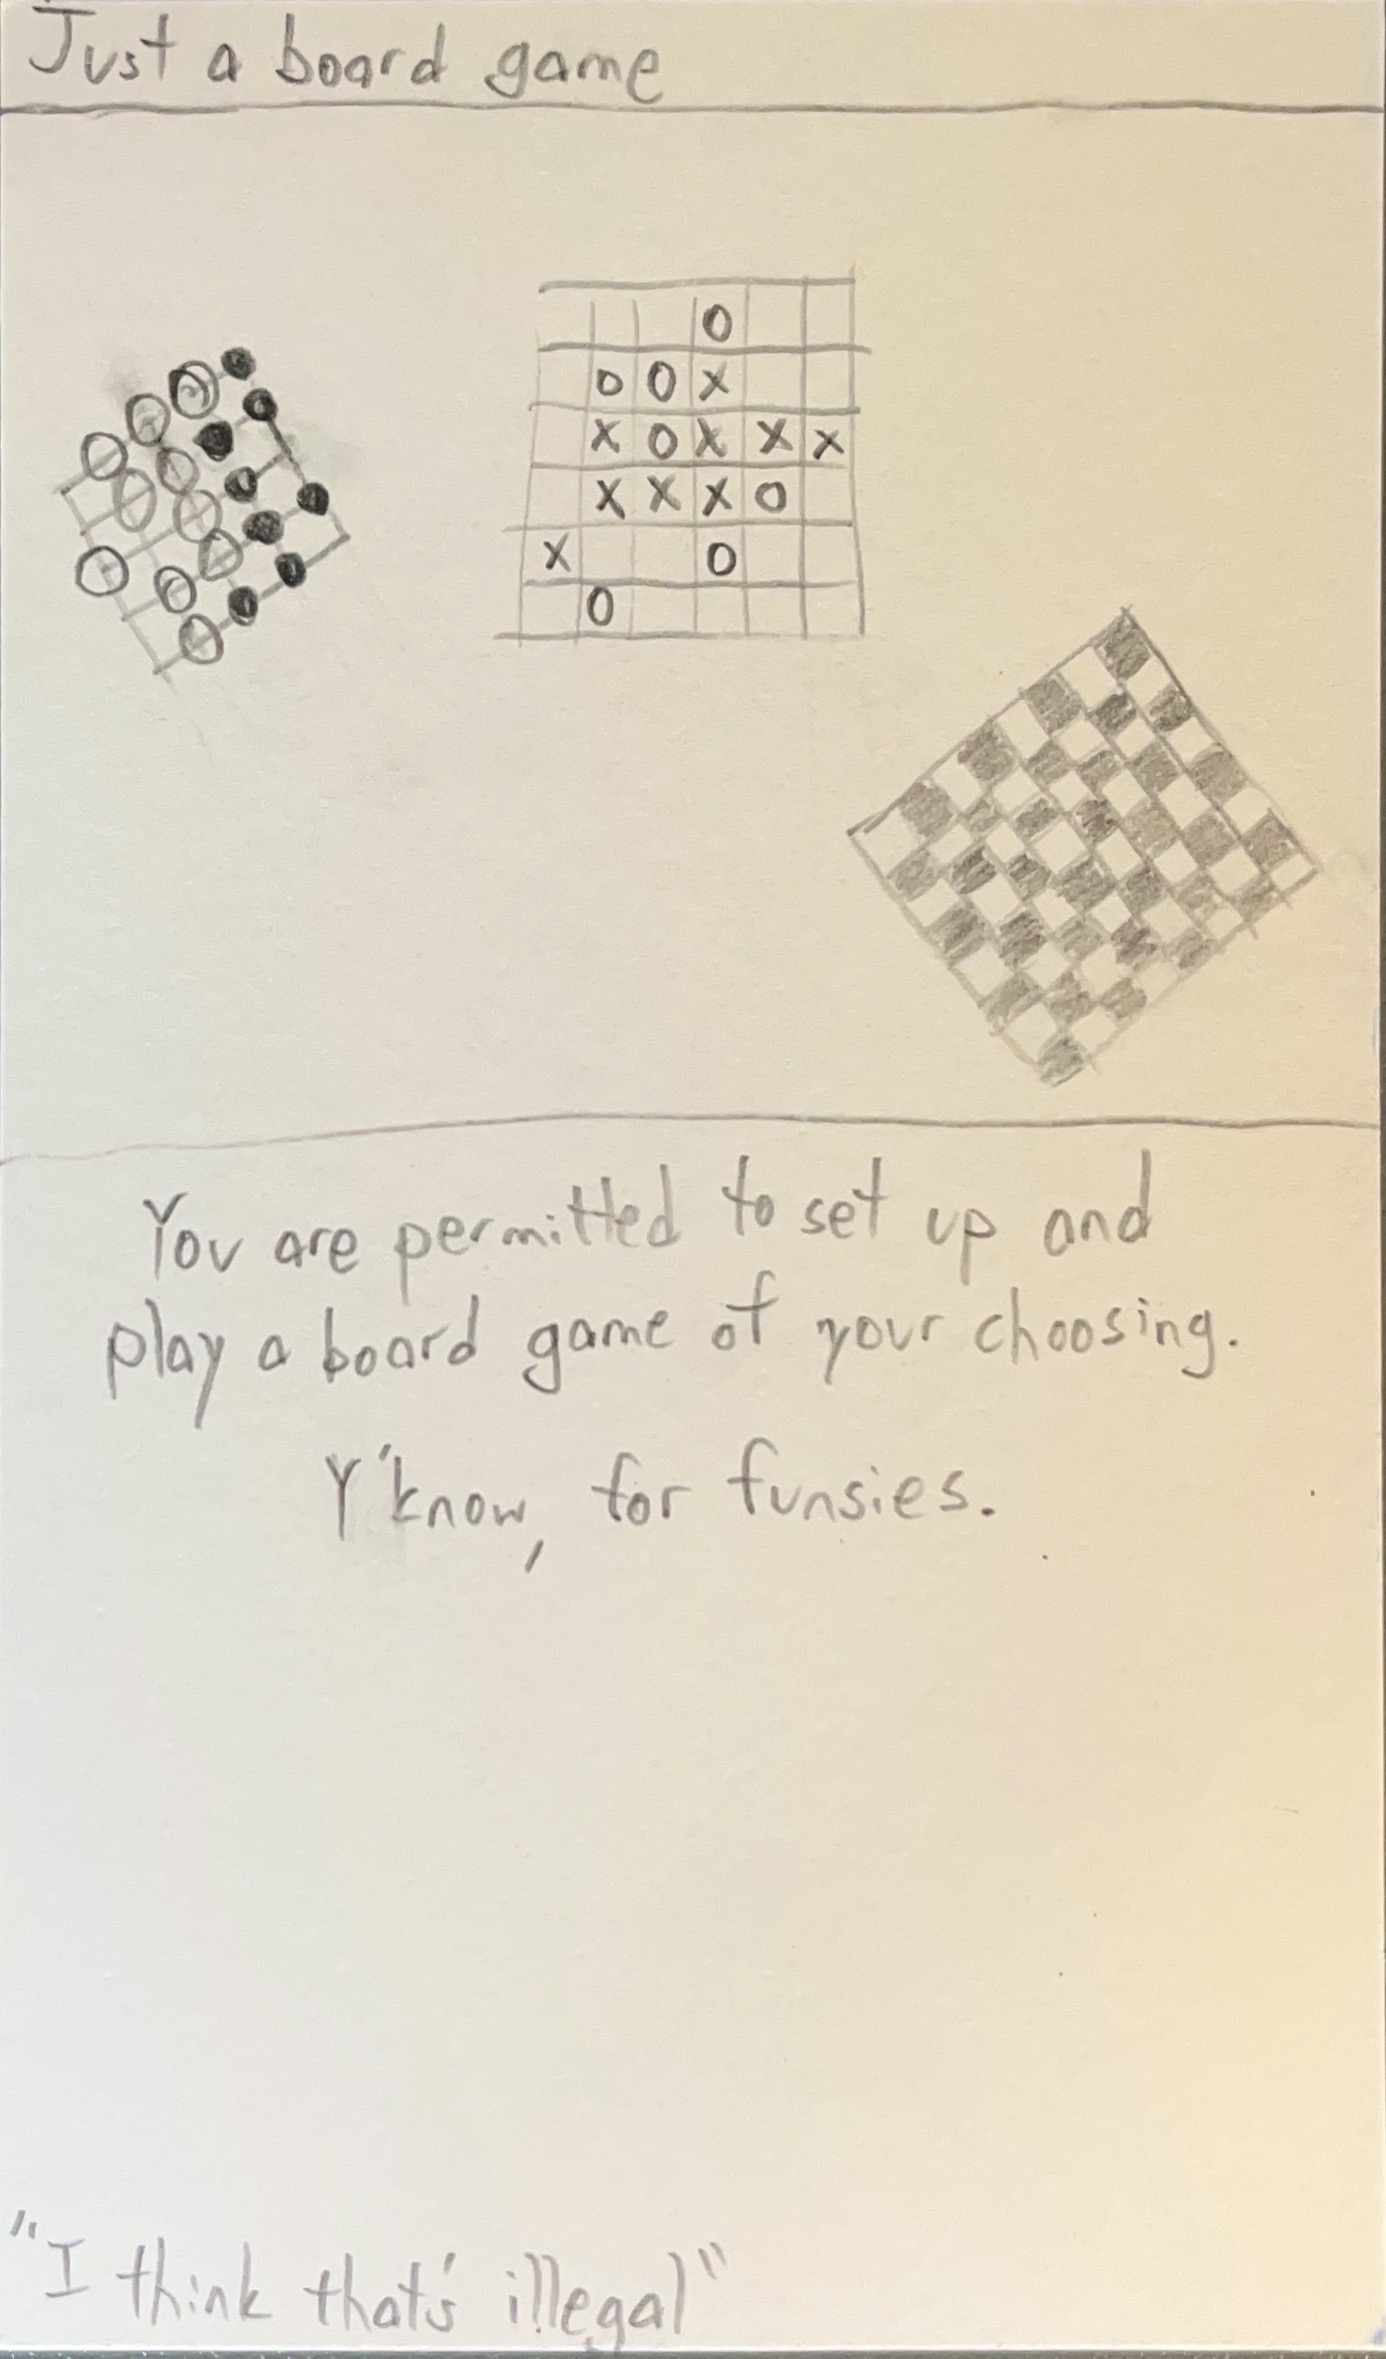 Just a board game
O
O O X
X O X X X
X X X O
X O
O
You are permitted to set up and
play a board game of your choosing.
Y'know, for funsies.
"I think that's illegal"